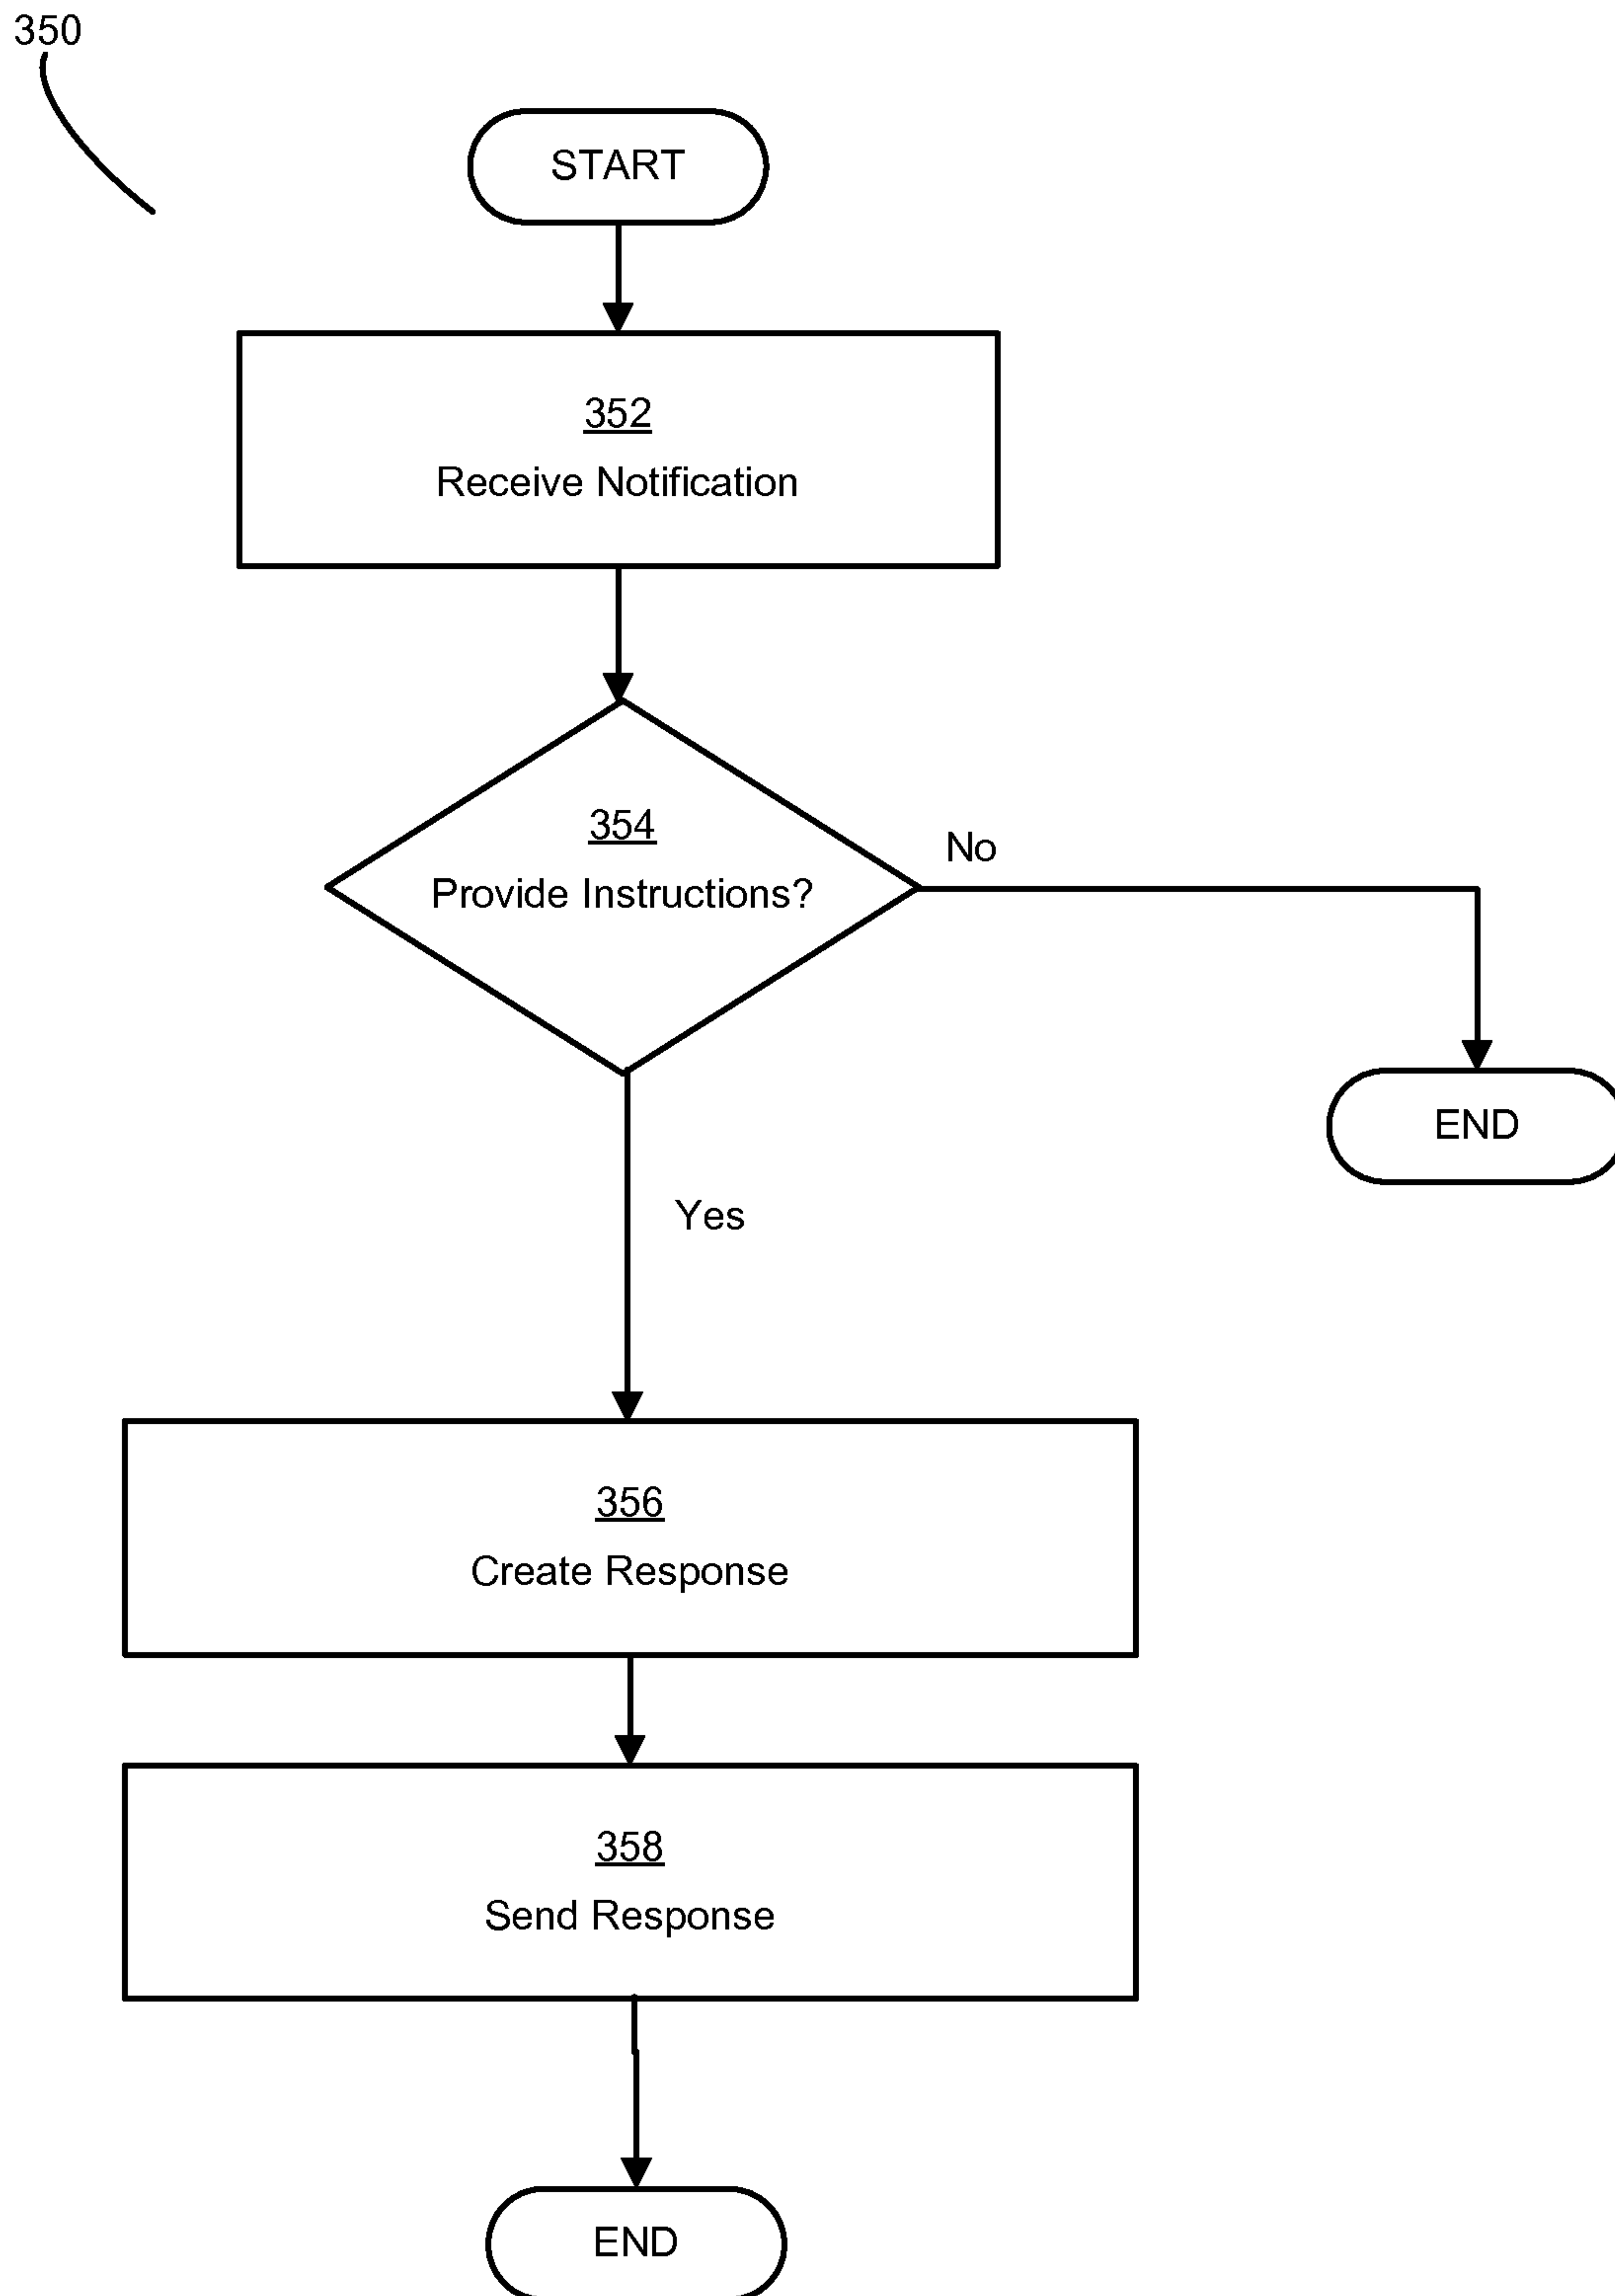 350
START
352
Receive Notification
354
Provide Instructions?
No
END
Yes
356
Create Response
358
Send Response
END